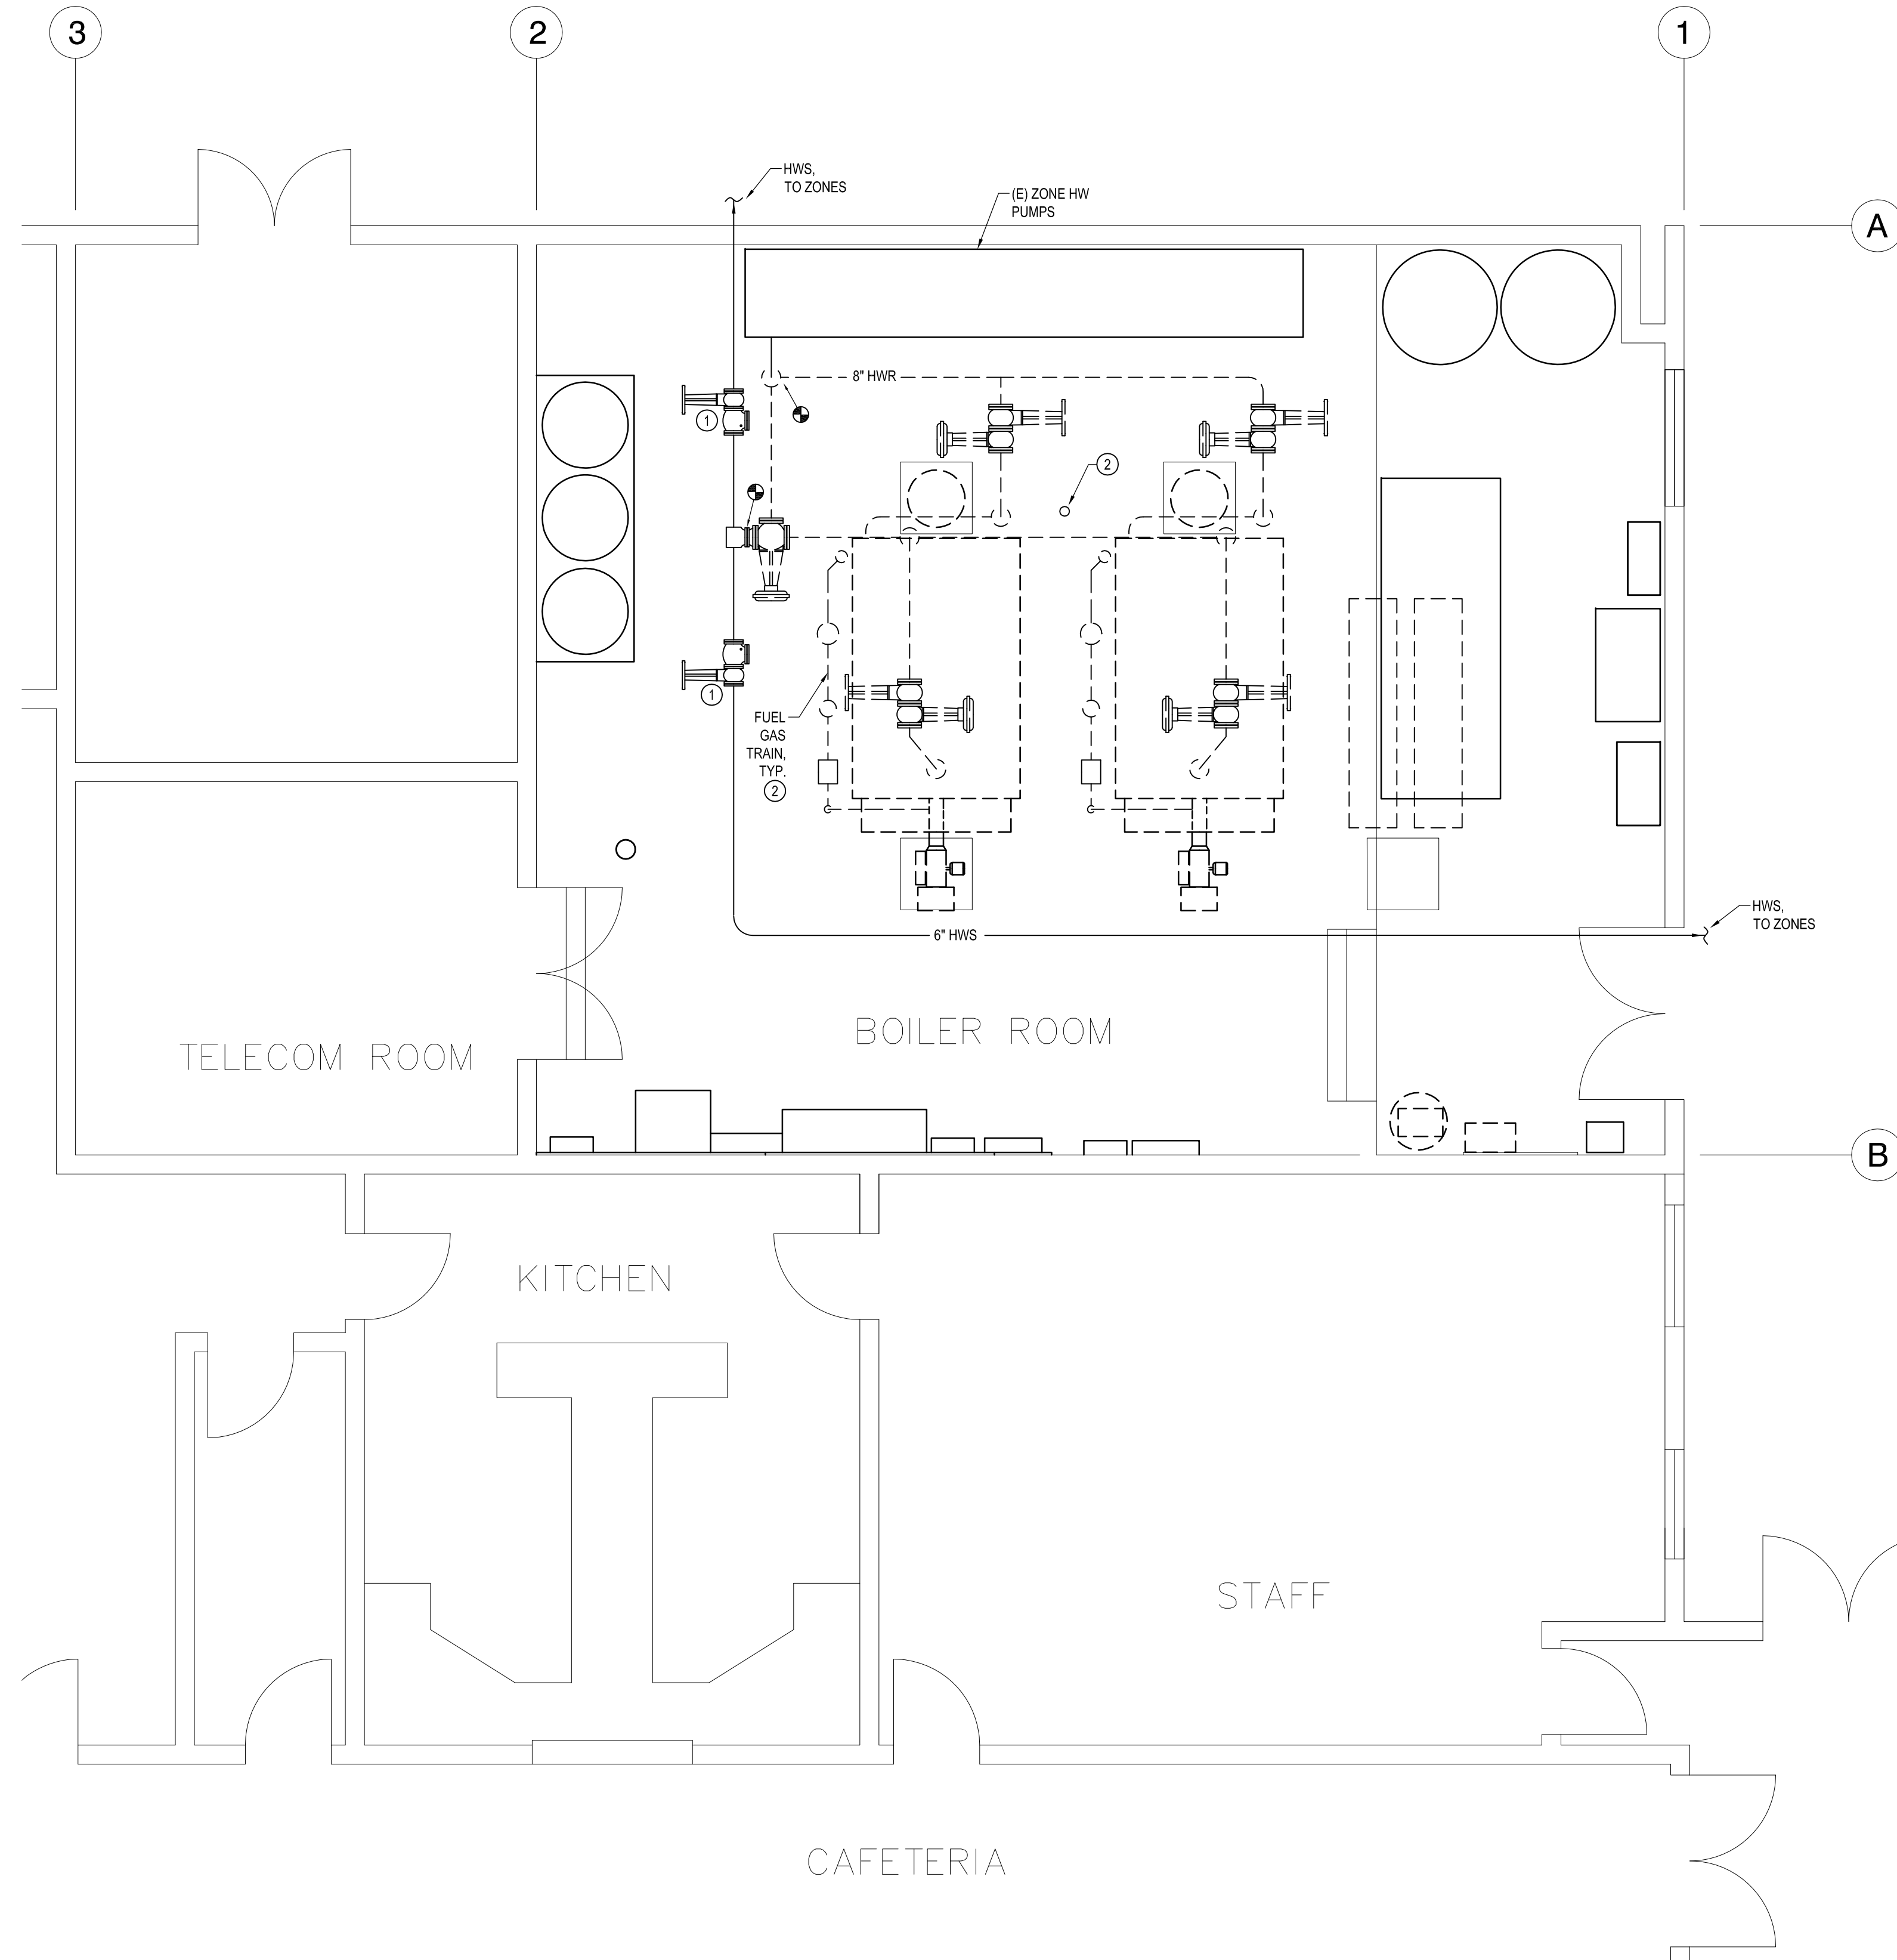 3
2
1
HWS,
TO ZONES
(E) ZONE HW
PUMPS
A
8" HWR
1
2
1
FUEL
GAS
TRAIN,
TYP.
2
HWS,
TO ZONES
6" HWS
BOILER ROOM
TELECOM ROOM
B
KITCHEN
STAFF
CAFETERIA